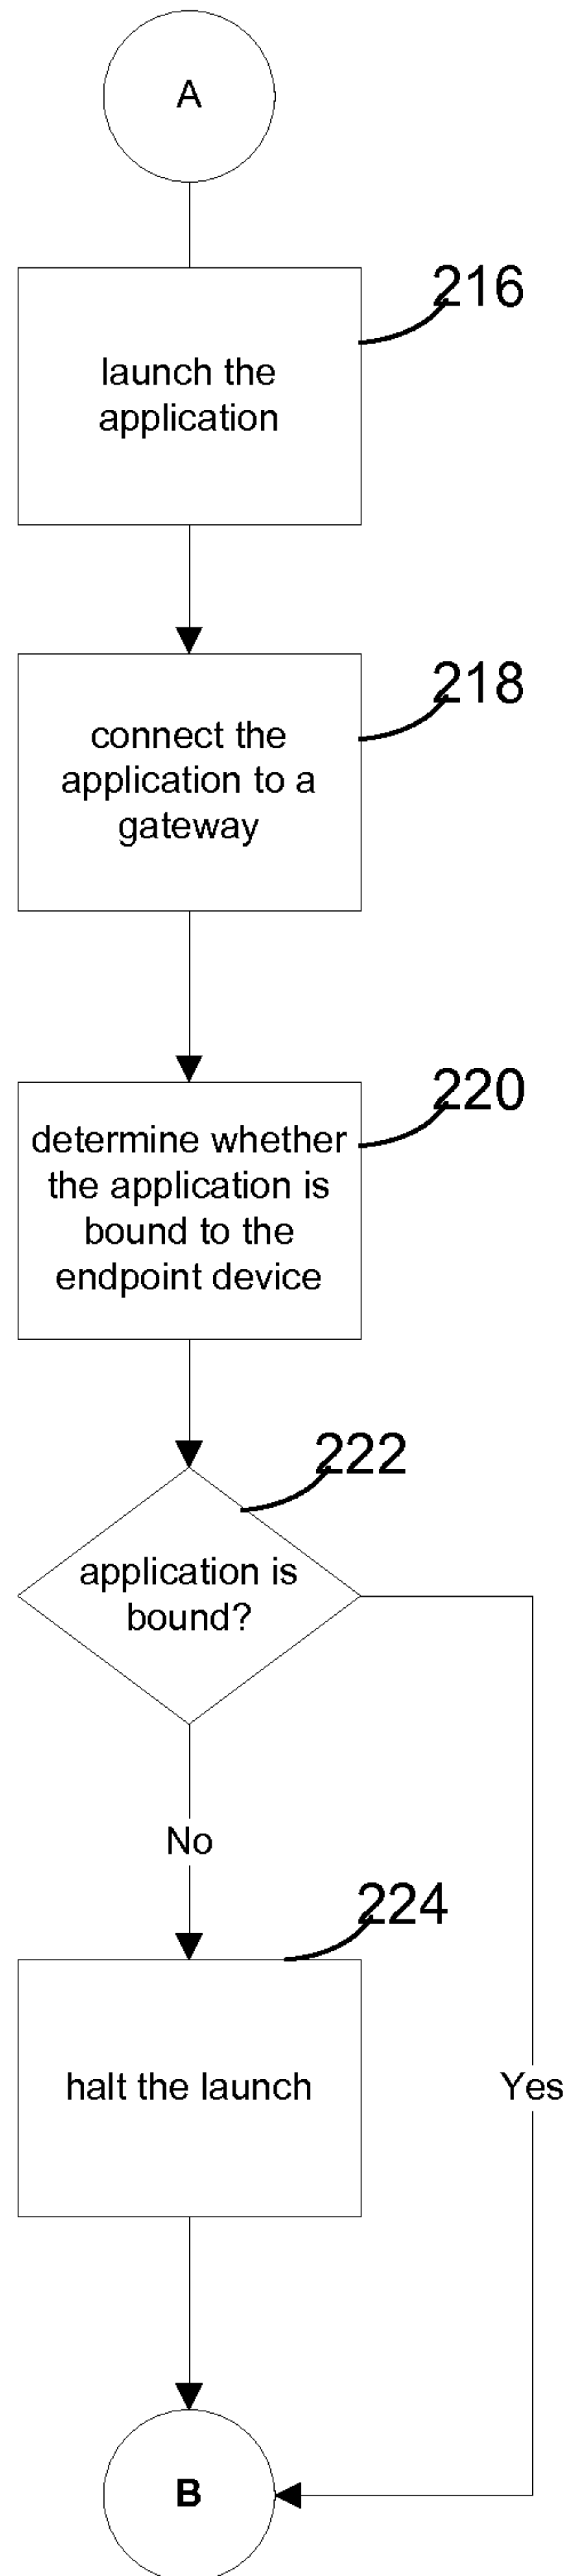 A
216
launch the
application
218
connect the
application to a
gateway
220
determine whether
the application is
bound to the
endpoint device
222
application is
bound?
No
224
halt the launch
Yes
B